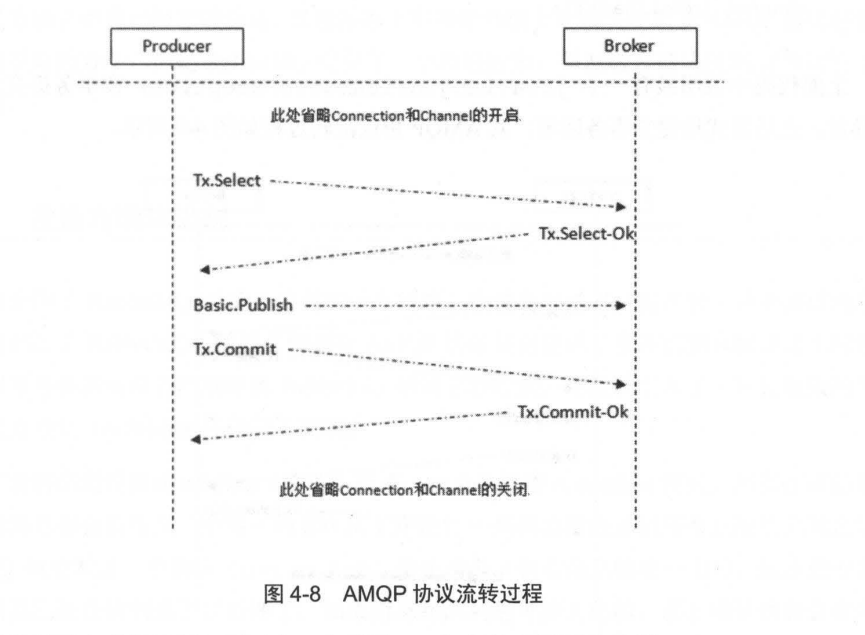 Producer Broker
此处省略Connection和Channel的开启.
Tx.Select
Tx.Select-Ok
Basic.Publish
Tx.Commit
Tx.Commit-Ok
此处省略Connection和Channel的关闭.
图 4-8 AMQP 协议流转过程